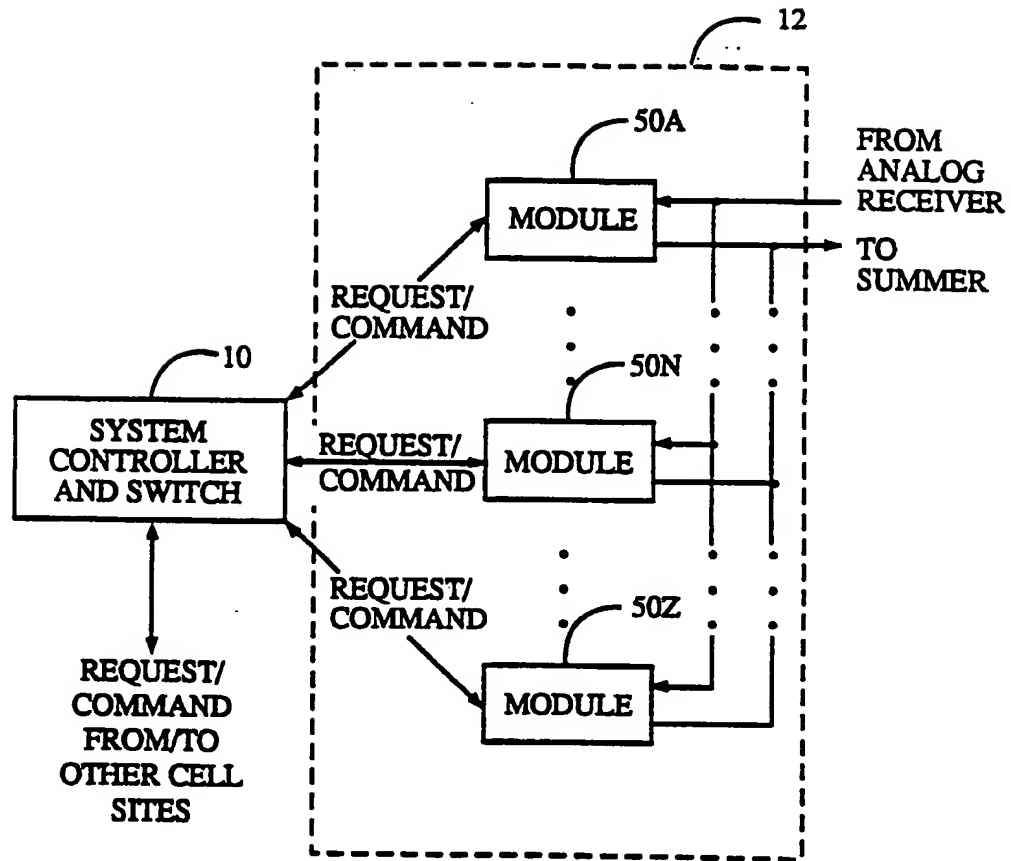 12
50A
FROM
ANALOG
RECEIVER
MODULE
TO
SUMMER
REQUEST/
COMMAND
10
50N
SYSTEM
CONTROLLER
AND SWITCH
REQUEST/
COMMAND
MODULE
REQUEST/
COMMAND
50Z
MODULE
REQUEST/
COMMAND
FROM/TO
OTHER CELL
SITES